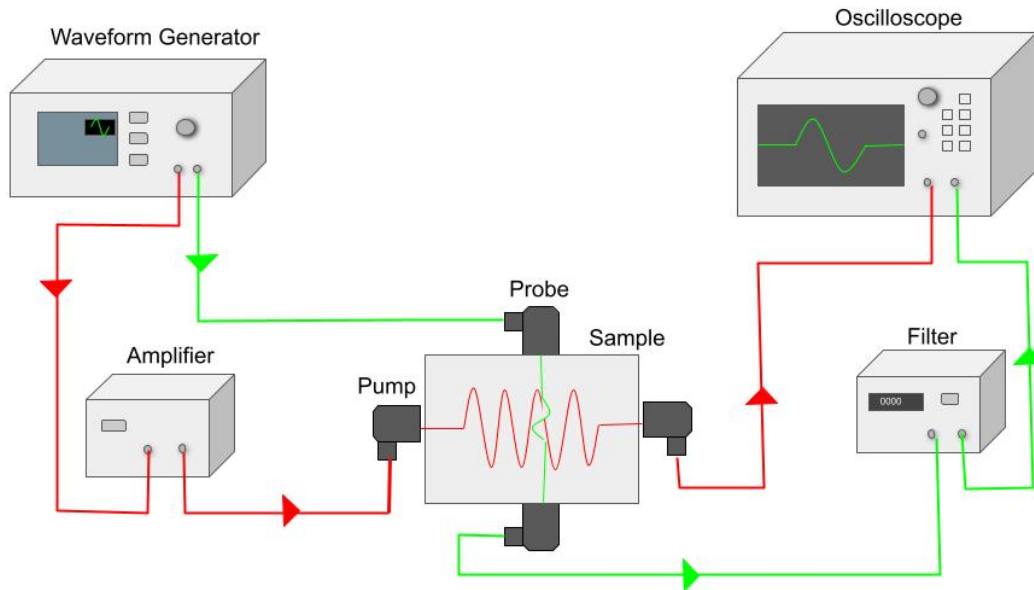 Waveform Generator
Oscilloscope
Probe
Sample
Filter
Amplifier
Pump
0000